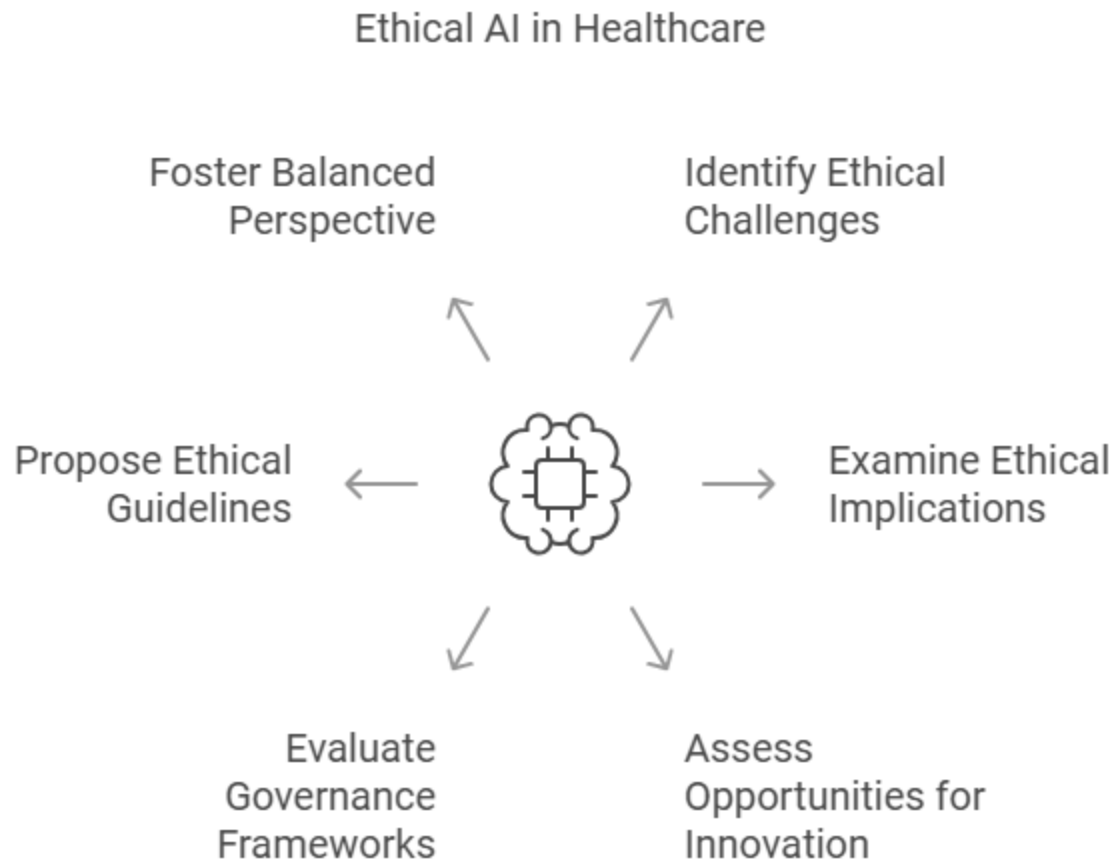 Ethical AI in Healthcare
Foster Balanced
Perspective
Identify Ethical
Challenges
Propose Ethical
Guidelines
Examine Ethical
Implications
Evaluate
Governance
Frameworks
Assess
Opportunities for
Innovation